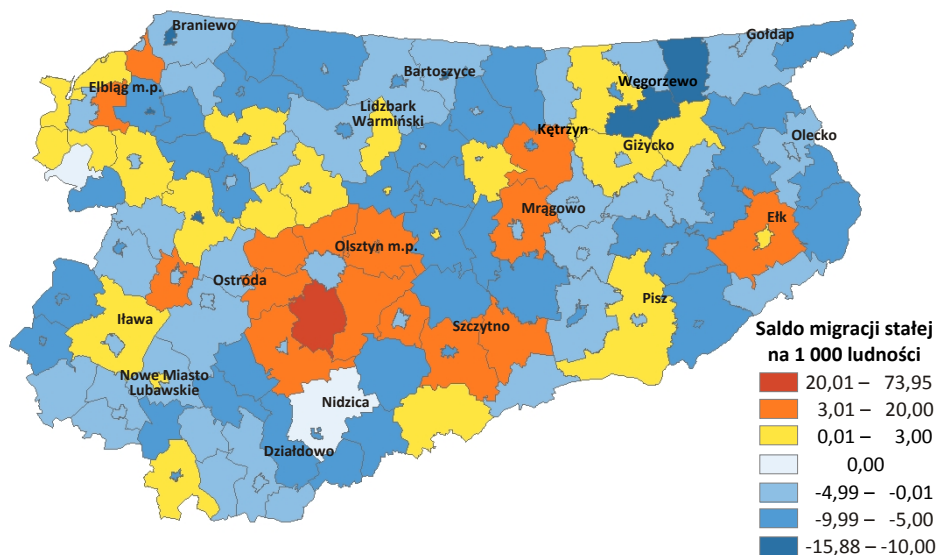 Braniewo
Gołdap
Elbląg m.p.
Bartoszyce
Węgorzewo
Lidzbark
Warmiński
Kętrzyn
Giżycko
Olecko
Mrągowo
Ełk
Olsztyn m.p.
Ostróda
Pisz
Iława
Szczytno
Nowe Miasto
Lubawskie
Nidzica
Działdowo
Saldo migracji stałej
na 1 000 ludności
20,01 – 73,95
3,01 – 20,00
0,01 – 3,00
0,00
-4,99 – -0,01
-9,99 – -5,00
-15,88 – -10,00